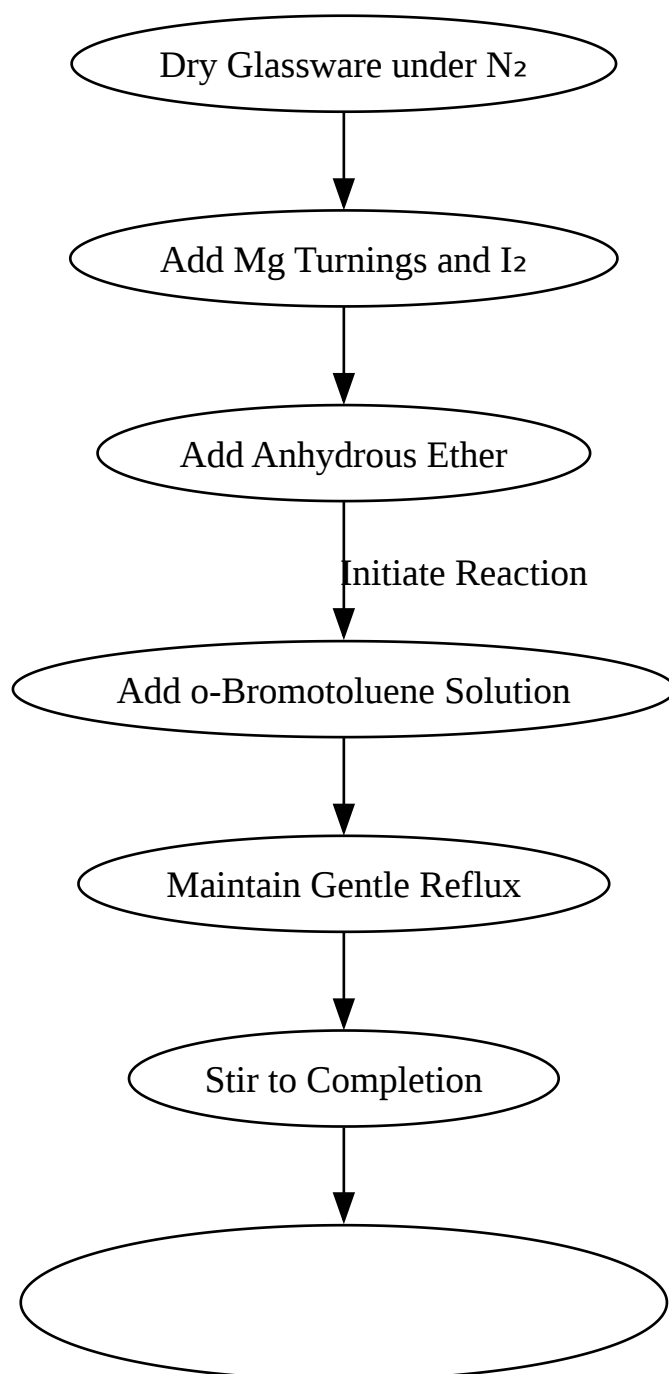 Dry Glassware under N₂
Add Mg Turnings and I₂
Add Anhydrous Ether
Initiate Reaction
Add o-Bromotoluene Solution
Maintain Gentle Reflux
Stir to Completion